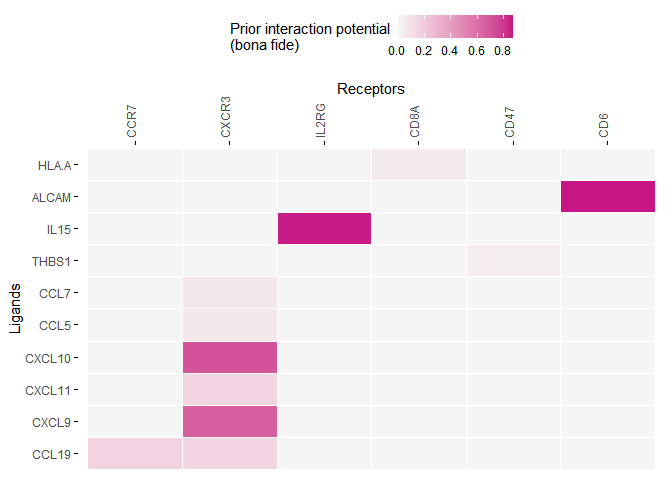 Prior interaction potential
(bona fide)
0.0 0.2 0.4 0.6 0.8
Receptors
CCR7 CXCR3 IL2RG CD8A CD47 CD6
Ligands
HLA.A
ALCAM
IL15
THBS1
CCL7
CCL5
CXCL10
CXCL11
CXCL9
CCL19